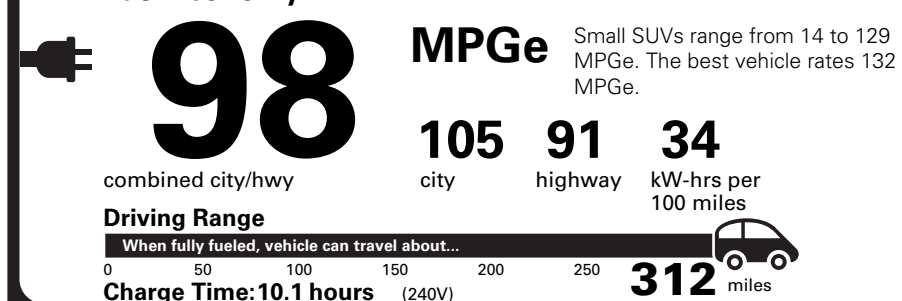 98
MPGe
Small SUVs range from 14 to 129
MPGe. The best vehicle rates 132
MPGe.
105 91 34
combined city/hwy city highway kW-hrs per
100 miles
Driving Range
When fully fueled, vehicle can travel about...
0 50 100 150 200 250 312 miles
Charge Time: 10.1 hours (240V)